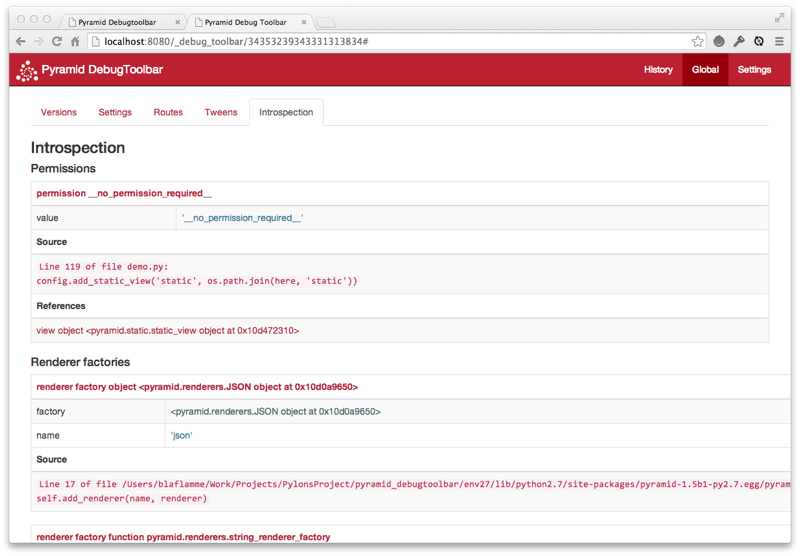 Pyramid Debugtoolbar
Pyramid Debug Toolbar
localhost:8080/_debug_toolbar/34353239343331313834#
Pyramid DebugToolbar
History
Global
Settings
Versions
Settings
Routes
Tweens
Introspection
Introspection
Permissions
permission __no_permission_required__
value
'__no_permission_required__'
Source
Line 119 of file demo.py:
config.add_static_view('static', os.path.join(here, 'static'))
References
view object <pyramid.static.static_view object at 0x10d472310>
Renderer factories
renderer factory object <pyramid.renderers.JSON object at 0x10d0a9650>
factory
<pyramid.renderers.JSON object at 0x10d0a9650>
name
'json'
Source
Line 17 of file /Users/blaflamme/Work/Projects/PylonsProject/pyramid_debugtoolbar/env27/lib/python2.7/site-packages/pyramid-1.5b1-py2.7.egg/pyram
self.add_renderer(name, renderer)
renderer factory function pyramid.renderers.string_renderer_factory